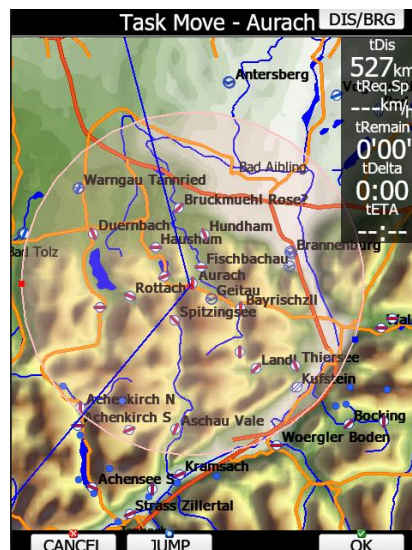 Task Move - Aurach
DIS/BRG
tDis
527km
tReq.Sp
---km/h
tRemain
0'00'
tDelta
0:00
tETA
--:--
Antersberg
Bad Aibling
Warngau Tannried
Bruckmuehl Rose?
Duernbach
Hundham
Hausham
Brannenburg
Bad Tolz
Fischbachau
Aurach
Rottach
Geitau
Bayrischzll
Spitzingsee
Landl
Thiersee
Kufstein
Achenkirch N
Achenkirch S
Aschau Vale
Bocking
Woergler Boden
Kramsach
Achensee S
Strass Zillertal
CANCEL
JUMP
OK